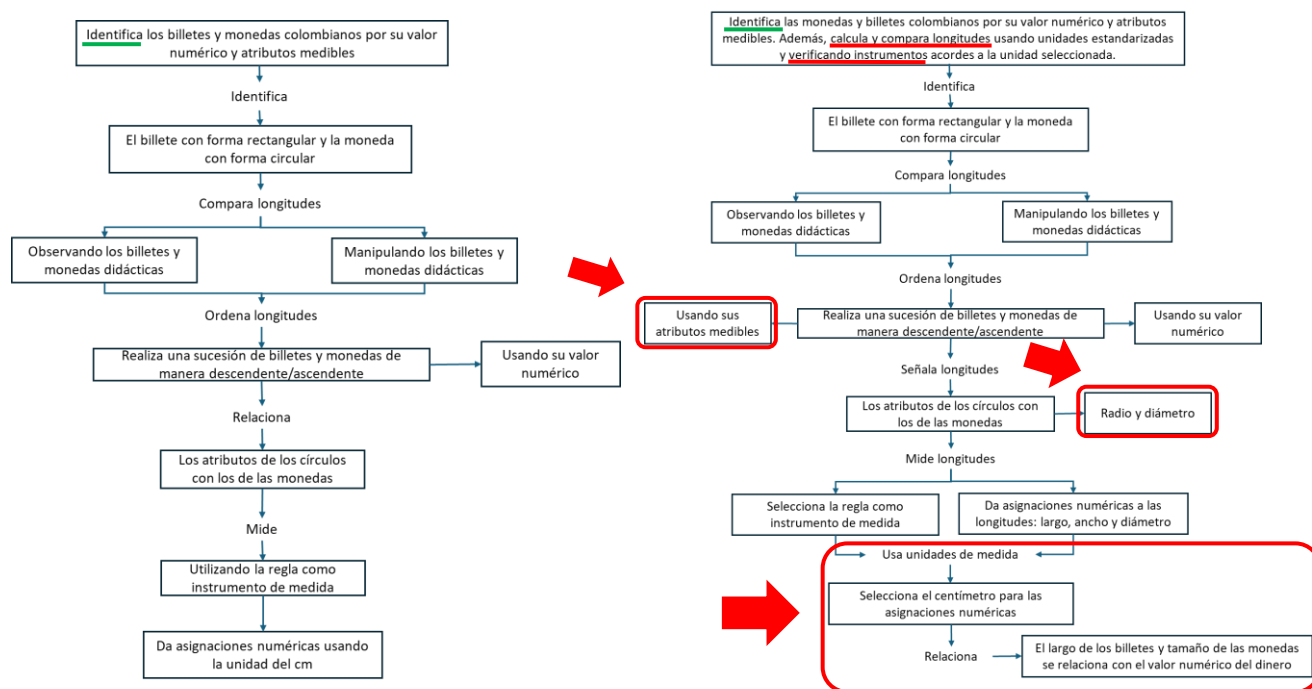 Identifica los billetes y monedas colombianos por su valor
numérico y atributos medibles
Identifica
El billete con forma rectangular y la moneda
con forma circular
Compara longitudes
Observando los billetes y
monedas didácticas
Manipulando los billetes y
monedas didácticas
Ordena longitudes
Realiza una sucesión de billetes y monedas de
manera descendente/ascendente
Usando su valor
numérico
Relaciona
Los atributos de los círculos
con los de las monedas
Mide
Utilizando la regla como
instrumento de medida
Da asignaciones numéricas usando
la unidad del cm
Identifica las monedas y billetes colombianos por su valor numérico y atributos
medibles. Además, calcula y compara longitudes usando unidades estandarizadas
y verificando instrumentos acordes a la unidad seleccionada.
Identifica
El billete con forma rectangular y la moneda
con forma circular
Compara longitudes
Observando los billetes y
monedas didácticas
Manipulando los billetes y
monedas didácticas
Ordena longitudes
Usando sus
atributos medibles
Realiza una sucesión de billetes y monedas de
manera descendente/ascendente
Usando su valor
numérico
Señala longitudes
Los atributos de los círculos con
los de las monedas
Radio y diámetro
Mide longitudes
Selecciona la regla como
instrumento de medida
Da asignaciones numéricas a las
longitudes: largo, ancho y diámetro
Usa unidades de medida
Selecciona el centímetro para las
asignaciones numéricas
Relaciona
El largo de los billetes y tamaño de las monedas
se relaciona con el valor numérico del dinero